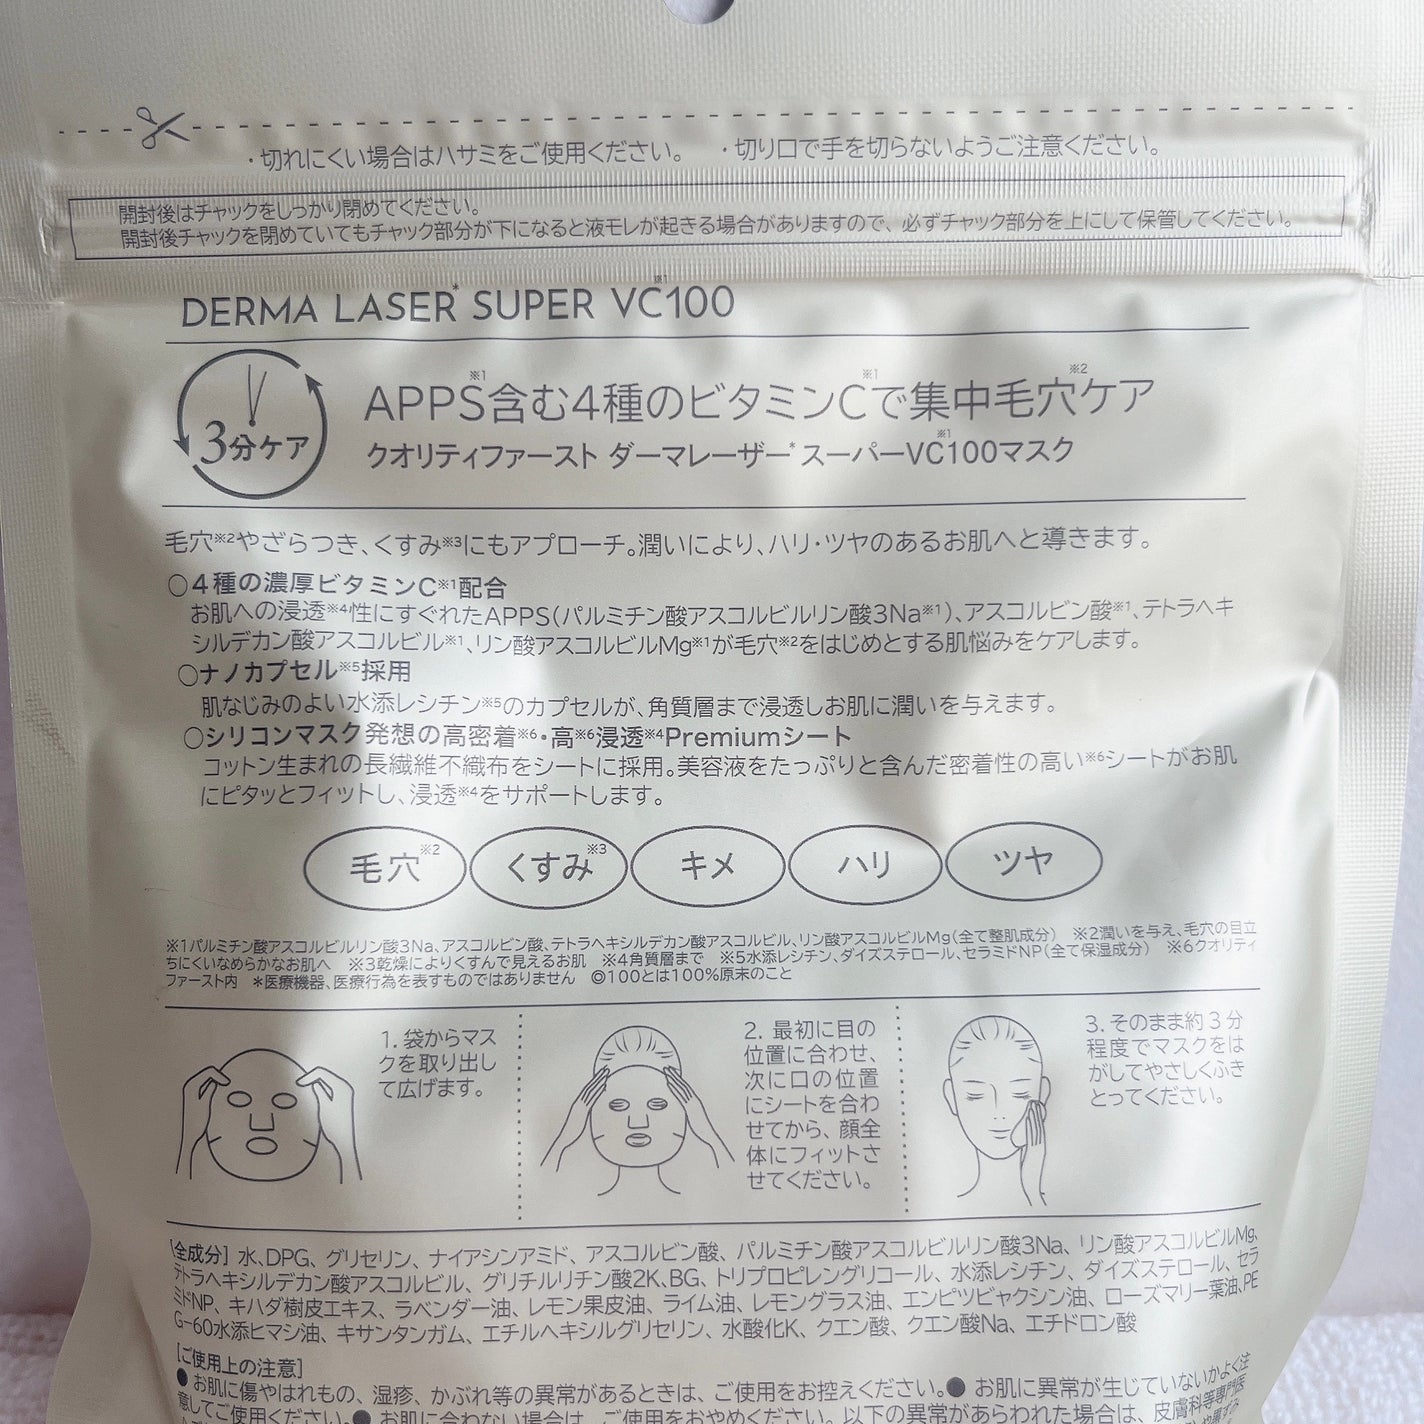 ・切れにくい場合はハサミをご使用ください。 ・切り口で手を切らないようご注意ください。
開封後はチャックをしっかり閉めてください。
開封後チャックを閉めていてもチャック部分が下になると液モレが起きる場合がありますので、必ずチャック部分を上にして保管してください。
DERMA LASER* SUPER VC100※1
3分ケア
APPS※1含む4種のビタミンC※1で集中毛穴※2ケア
クオリティファースト ダーマレーザー*スーパーVC100※1マスク
毛穴※2やざらつき、くすみ※3にもアプローチ。潤いにより、ハリ・ツヤのあるお肌へと導きます。
○4種の濃厚ビタミンC※1配合
お肌への浸透※4性にすぐれたAPPS(パルミチン酸アスコルビルリン酸3Na※1)、アスコルビン酸※1、テトラヘキ
シルデカン酸アスコルビル※1、リン酸アスコルビルMg※1が毛穴※2をはじめとする肌悩みをケアします。
○ナノカプセル※5採用
肌なじみのよい水添レシチン※5のカプセルが、角質層まで浸透しお肌に潤いを与えます。
○シリコンマスク発想の高密着※6・高※6浸透※4Premiumシート
コットン生まれの長繊維不織布をシートに採用。美容液をたっぷりと含んだ密着性の高い※6シートがお肌
にピタッとフィットし、浸透※4をサポートします。
毛穴※2 くすみ※3 キメ ハリ ツヤ
※1パルミチン酸アスコルビルリン酸3Na、アスコルビン酸、テトラヘキシルデカン酸アスコルビル、リン酸アスコルビルMg(全て整肌成分) ※2潤いを与え、毛穴の目立
ちにくいなめらかなお肌へ ※3乾燥によりくすんで見えるお肌 ※4角質層まで ※5水添レシチン、ダイズステロール、セラミドNP(全て保湿成分) ※6クオリティ
ファースト内 *医療機器、医療行為を表すものではありません ◎100とは100%原末のこと
1. 袋からマス
クを取り出し
て広げます。
2. 最初に目の
位置に合わせ、
次に口の位置
にシートを合わ
せてから、顔全
体にフィットさ
せてください。
3. そのまま約3分
程度でマスクをは
がしてやさしくふき
とってください。
[全成分] 水、DPG、グリセリン、ナイアシンアミド、アスコルビン酸、パルミチン酸アスコルビルリン酸3Na、リン酸アスコルビルMg、
テトラヘキシルデカン酸アスコルビル、グリチルリチン酸2K、BG、トリプロピレングリコール、水添レシチン、ダイズステロール、セラ
ミドNP、キハダ樹皮エキス、ラベンダー油、レモン果皮油、ライム油、レモングラス油、エンピツビャクシン油、ローズマリー葉油、PE
G-60水添ヒマシ油、キサンタンガム、エチルヘキシルグリセリン、水酸化K、クエン酸、クエン酸Na、エチドロン酸
[ご使用上の注意]
● お肌に傷やはれもの、湿疹、かぶれ等の異常があるときは、ご使用をお控えください。● お肌に異常が生じていないかよく注
意してご使用ください。● お肌に合わない場合は、ご使用をおやめください。以下の異常があらわれた場合は、皮膚科等専門医